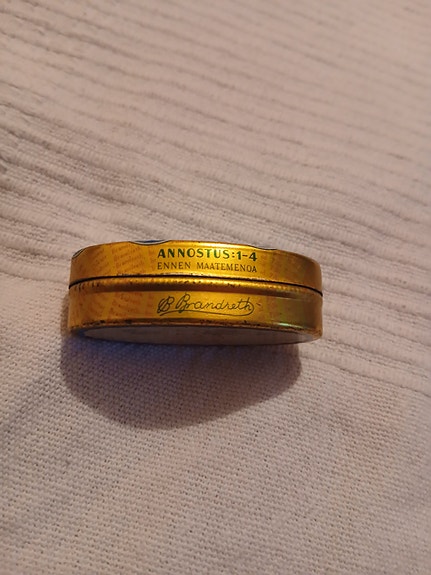 ANNOSTUS:1-4
ENNEN MAATEMENOA
B Brandreth